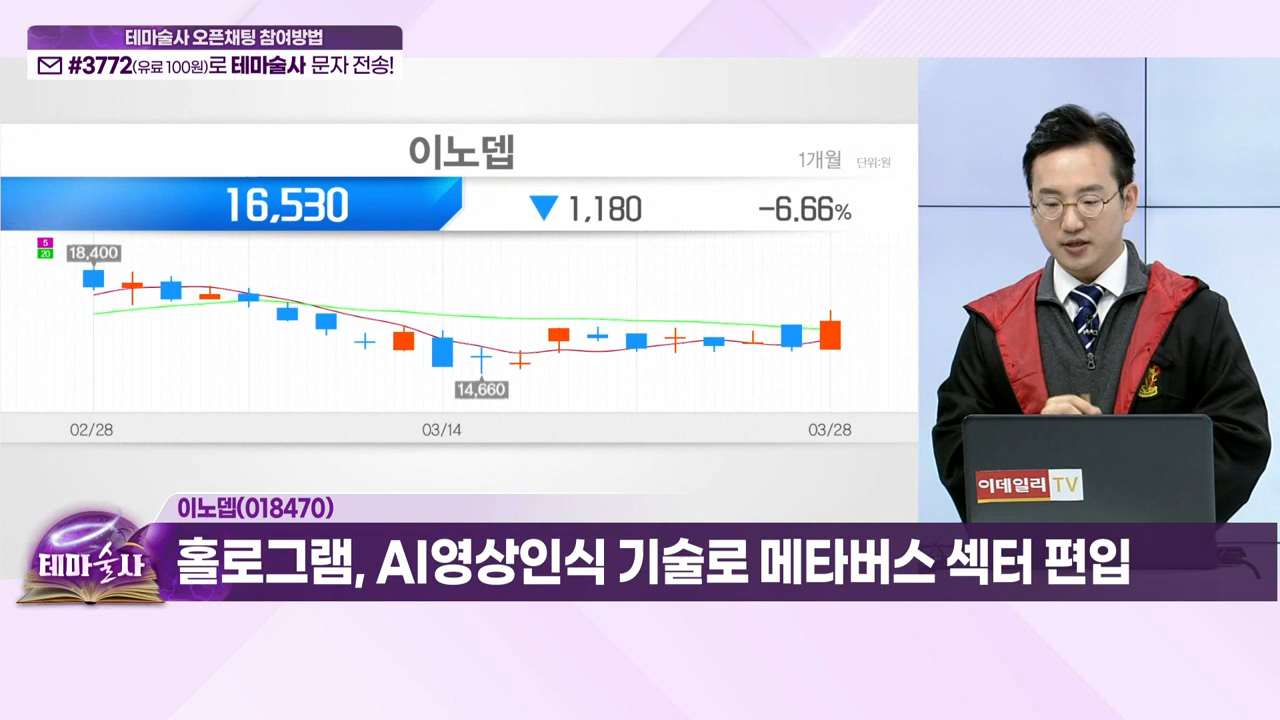 테마술사 오픈채팅 참여방법
#3772(유료 100원)로 테마술사 문자 전송!
이노뎁
1개월 단위:원
16,530 ▼ 1,180 -6.66%
5
20
18,400
14,660
02/28 03/14 03/28
이데일리 TV
이노뎁(018470)
테마술사
홀로그램, AI영상인식 기술로 메타버스 섹터 편입